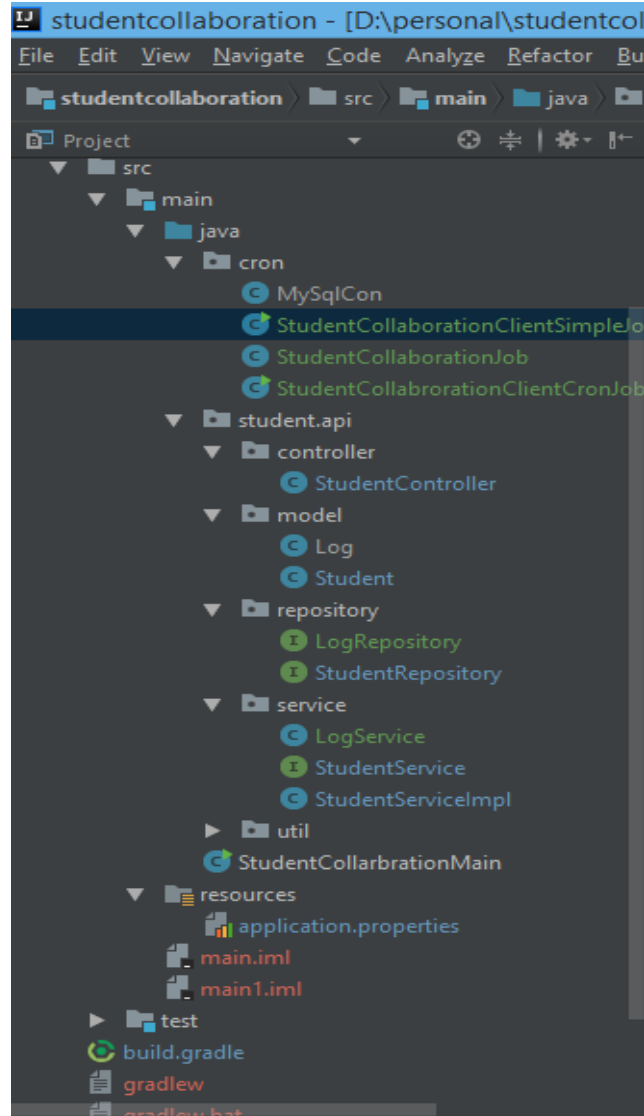 studentcollaboration - [D:\personal\studentcol
File Edit View Navigate Code Analyze Refactor Bu
studentcollaboration src main java
Project
src
main
java
cron
MySqlCon
StudentCollaborationClientSimpleJo
StudentCollaborationJob
StudentCollabrorationClientCronJob
student.api
controller
StudentController
model
Log
Student
repository
LogRepository
StudentRepository
service
LogService
StudentService
StudentServiceImpl
util
StudentCollarbrationMain
resources
application.properties
main.iml
main1.iml
test
build.gradle
gradlew
gradlew.bat